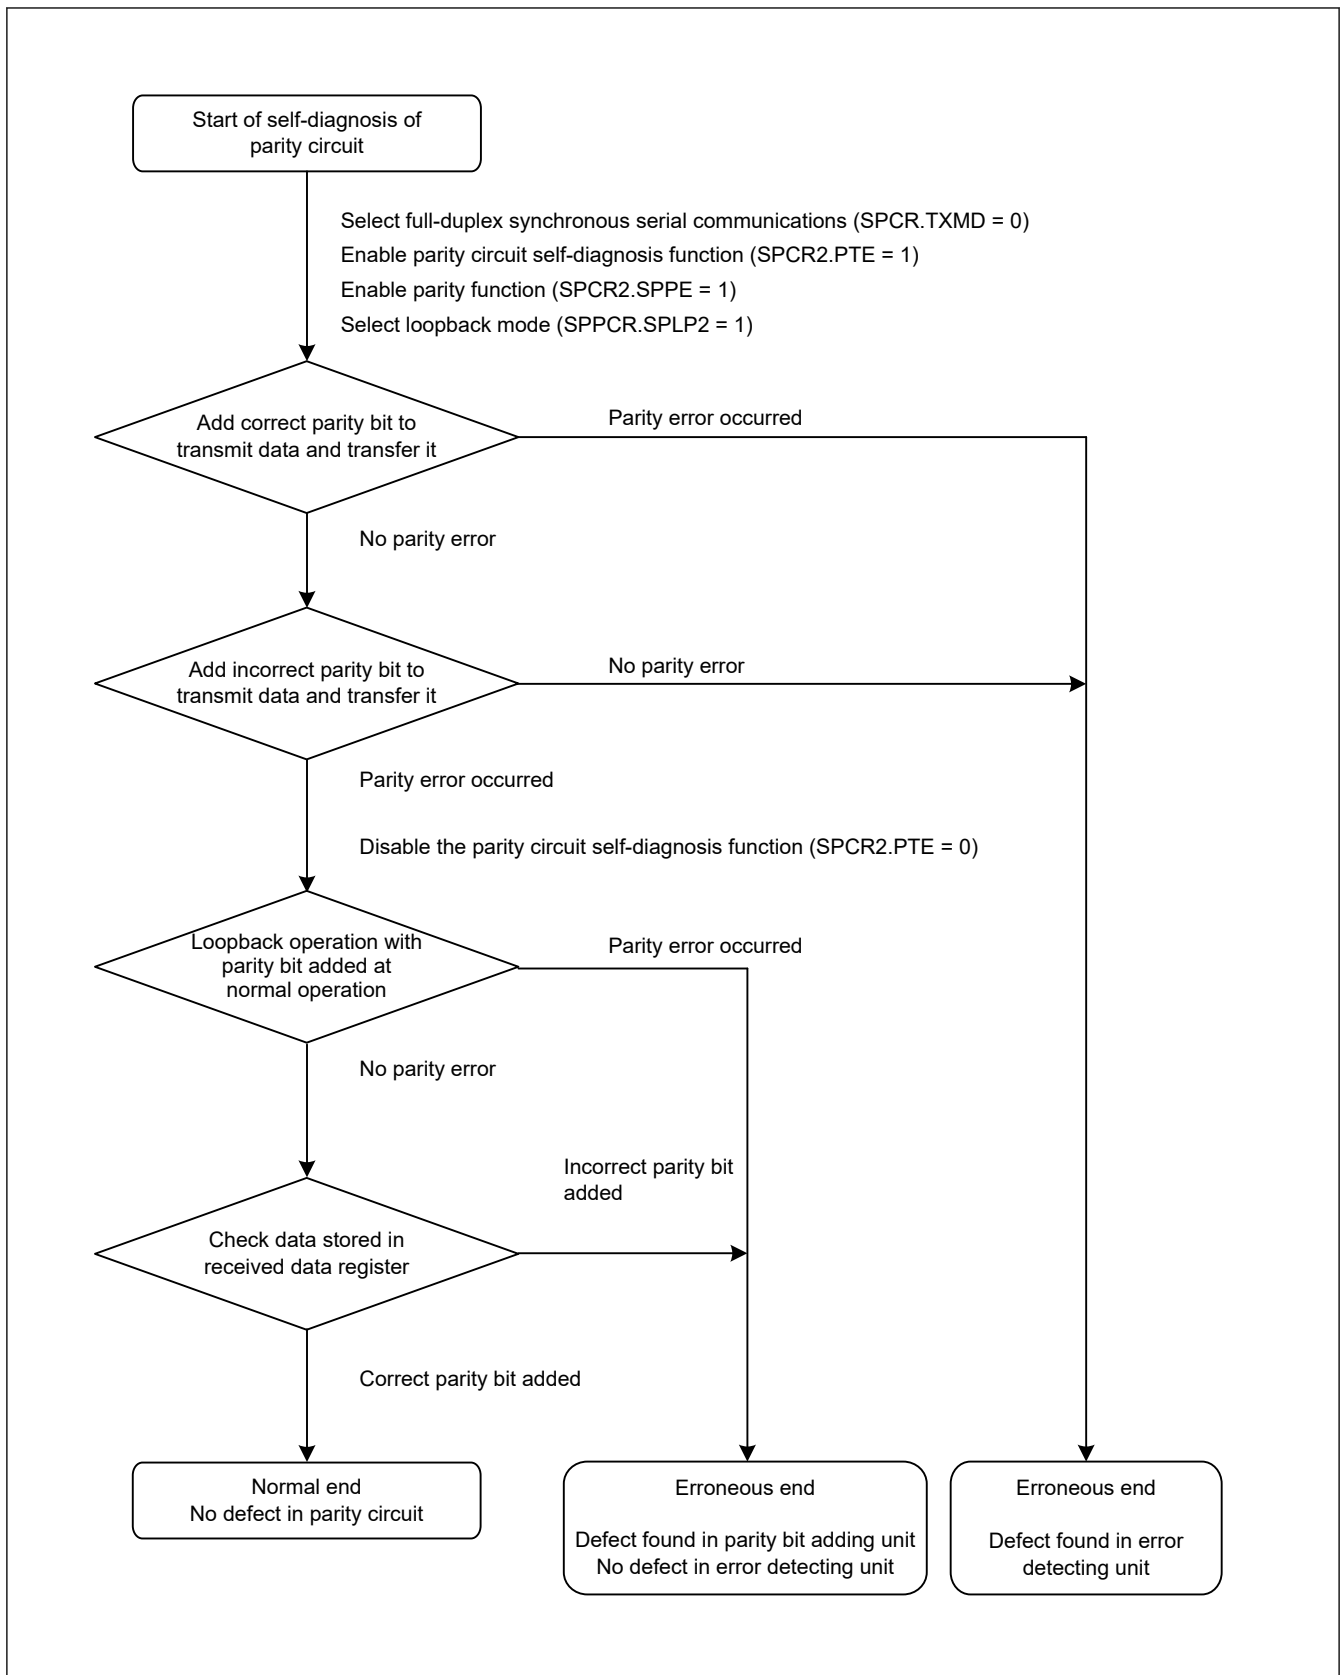 Start of self-diagnosis of
parity circuit
Select full-duplex synchronous serial communications (SPCR.TXMD = 0)
Enable parity circuit self-diagnosis function (SPCR2.PTE = 1)
Enable parity function (SPCR2.SPPE = 1)
Select loopback mode (SPPCR.SPLP2 = 1)
Add correct parity bit to
transmit data and transfer it
Parity error occurred
No parity error
Add incorrect parity bit to
transmit data and transfer it
No parity error
Parity error occurred
Disable the parity circuit self-diagnosis function (SPCR2.PTE = 0)
Loopback operation with
parity bit added at
normal operation
Parity error occurred
No parity error
Incorrect parity bit
added
Check data stored in
received data register
Correct parity bit added
Normal end
No defect in parity circuit
Erroneous end
Defect found in parity bit adding unit
No defect in error detecting unit
Erroneous end
Defect found in error
detecting unit